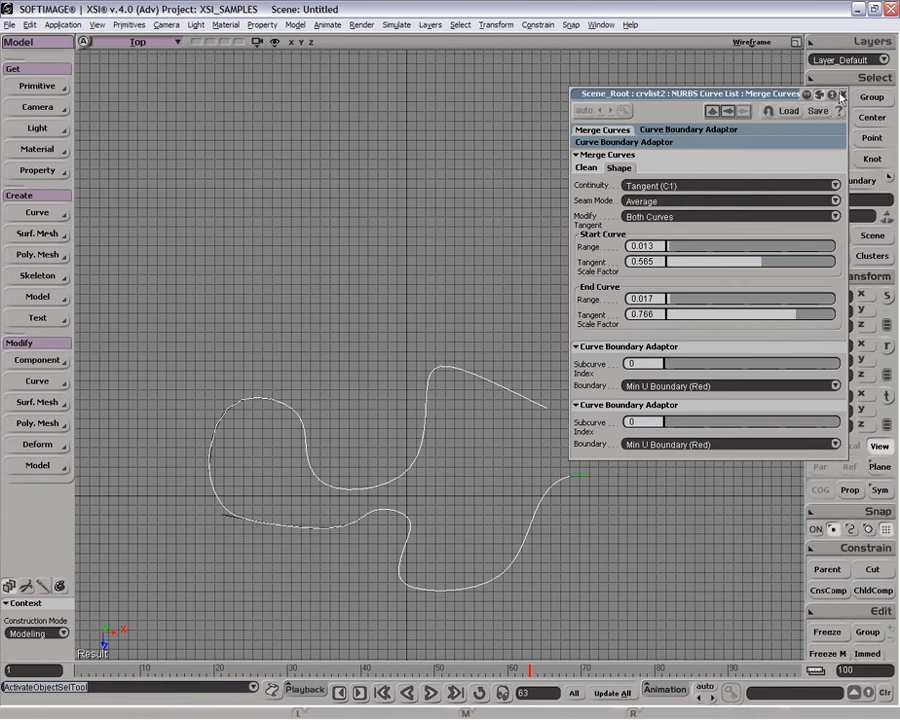 SOFTIMAGE® | XSI® v.4.0 (Adv) Project: XSI_SAMPLES Scene: Untitled
File Edit Application View Primitives Camera Light Material Property Model Animate Render Simulate Layers Select Transform Constrain Snap Window Help
Model
A Top X Y Z Wireframe
Get
Primitive
Camera
Light
Material
Property
Create
Curve
Surf. Mesh
Poly. Mesh
Skeleton
Model
Text
Modify
Component
Curve
Surf. Mesh
Poly. Mesh
Deform
Model
Context
Construction Mode
Modeling
X
Z
Result
Scene_Root : crvlist2 : NURBS Curve List : Merge Curves
auto Load Save ?
Merge Curves Curve Boundary Adaptor
Curve Boundary Adaptor
Merge Curves
Clean Shape
Continuity Tangent (C1)
Seam Mode Average
Modify Tangent Both Curves
Start Curve
Range 0.013
Tangent Scale Factor 0.565
End Curve
Range 0.017
Tangent Scale Factor 0.766
Curve Boundary Adaptor
Subcurve Index 0
Boundary Min U Boundary (Red)
Curve Boundary Adaptor
Subcurve Index 0
Boundary Min U Boundary (Red)
Layers
Layer_Default
Select
Group
Center
Point
Knot
undary
Scene
Clusters
ansform
x s
y
z
x r
y
z
x t
y
z
cal View
Par Ref Plane
COG Prop Sym
Snap
ON
Constrain
Parent Cut
CnsComp ChldComp
Edit
Freeze Group
Freeze M Immed
1 10 20 30 40 50 60 70 80 90 100
ActivateObjectSelTool Playback 63 All Update All Animation auto Clr
L M R